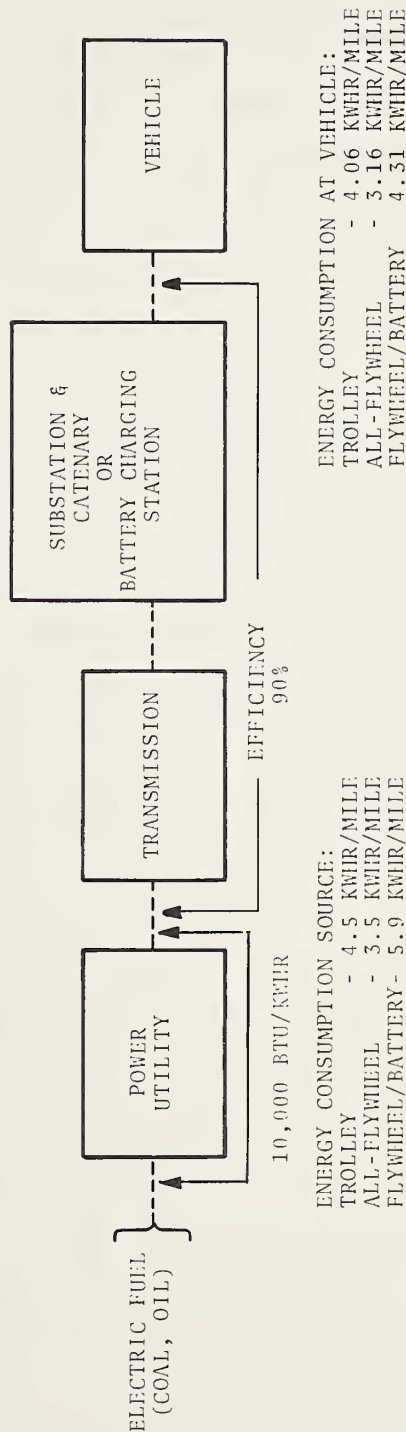 ELECTRIC FUEL
(COAL, OIL)
POWER
UTILITY
10,000 BTU/KWHR
TRANSMISSION
EFFICIENCY
90%
SUBSTATION &
CATENARY
OR
BATTERY CHARGING
STATION
VEHICLE
ENERGY CONSUMPTION SOURCE:
TROLLEY - 4.5 KWHR/MILE
ALL-FLYWHEEL - 3.5 KWHR/MILE
FLYWHEEL/BATTERY- 5.9 KWHR/MILE
ENERGY CONSUMPTION AT VEHICLE:
TROLLEY - 4.06 KWHR/MILE
ALL-FLYWHEEL - 3.16 KWHR/MILE
FLYWHEEL/BATTERY 4.31 KWHR/MILE